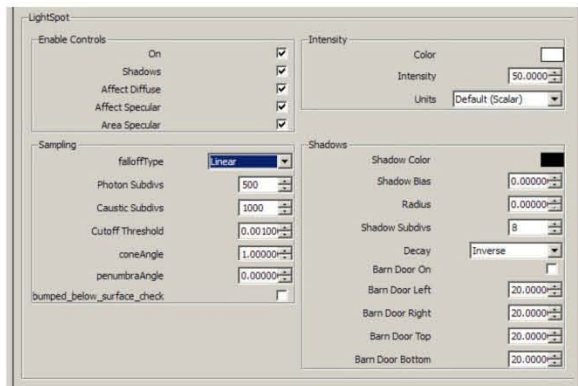 LightSpot
Enable Controls
On
Shadows
Affect Diffuse
Affect Specular
Area Specular
Intensity
Color
Intensity 50.0000
Units Default (Scalar)
Sampling
falloffType Linear
Photon Subdivs 500
Caustic Subdivs 1000
Cutoff Threshold 0.00100
coneAngle 1.00000
penumbraAngle 0.00000
bumped_below_surface_check
Shadows
Shadow Color
Shadow Bias 0.00000
Radius 0.00000
Shadow Subdivs 8
Decay Inverse
Barn Door On
Barn Door Left 20.0000
Barn Door Right 20.0000
Barn Door Top 20.0000
Barn Door Bottom 20.0000